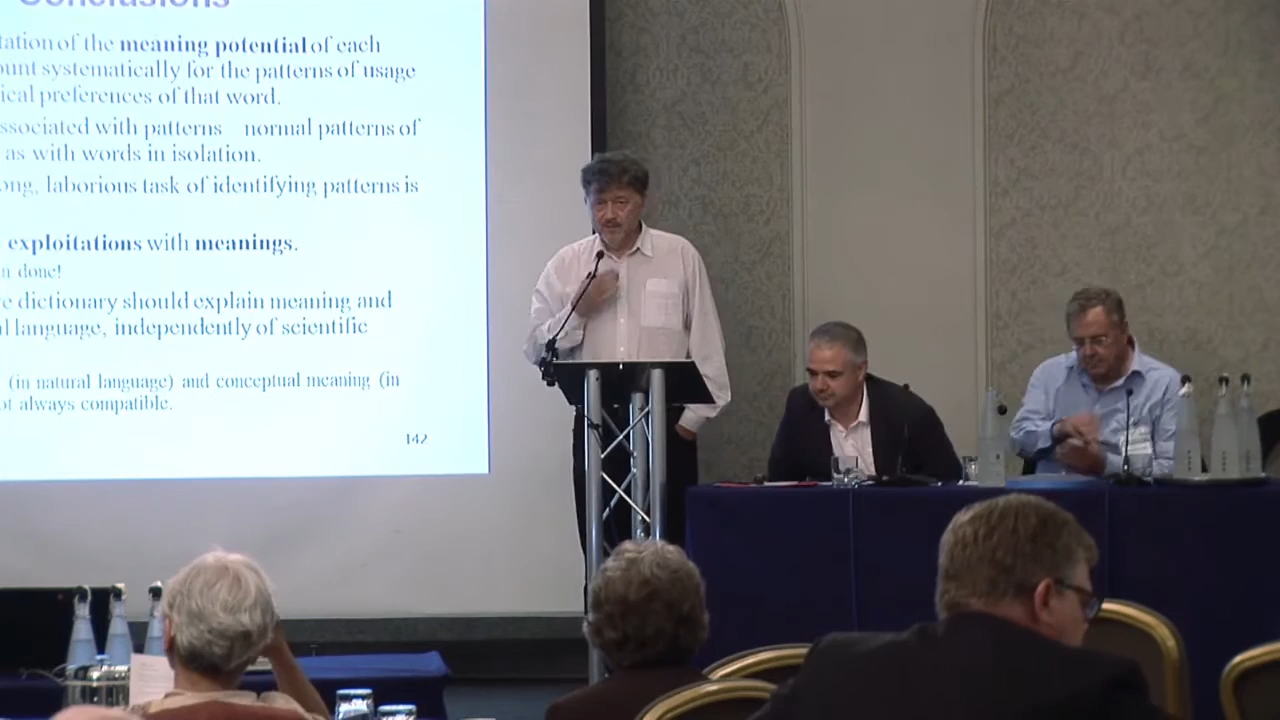 Conclusions
tation of the meaning potential of each
ount systematically for the patterns of usage
ical preferences of that word.
ssociated with patterns normal patterns of
as with words in isolation.
ong, laborious task of identifying patterns is
exploitations with meanings.
n done!
e dictionary should explain meaning and
l language, independently of scientific
(in natural language) and conceptual meaning (in
ot always compatible.
142